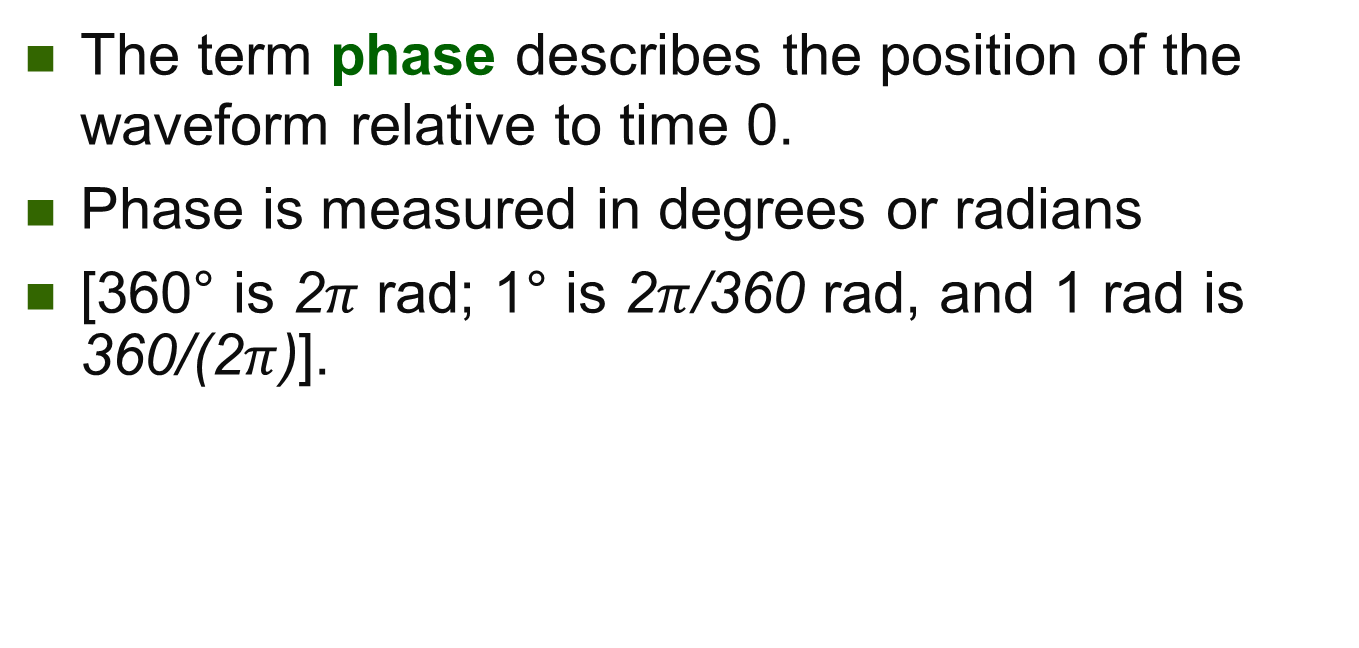 The term phase describes the position of the
waveform relative to time 0.
Phase is measured in degrees or radians
[360° is 2π rad; 1° is 2π/360 rad, and 1 rad is
360/(2π)].